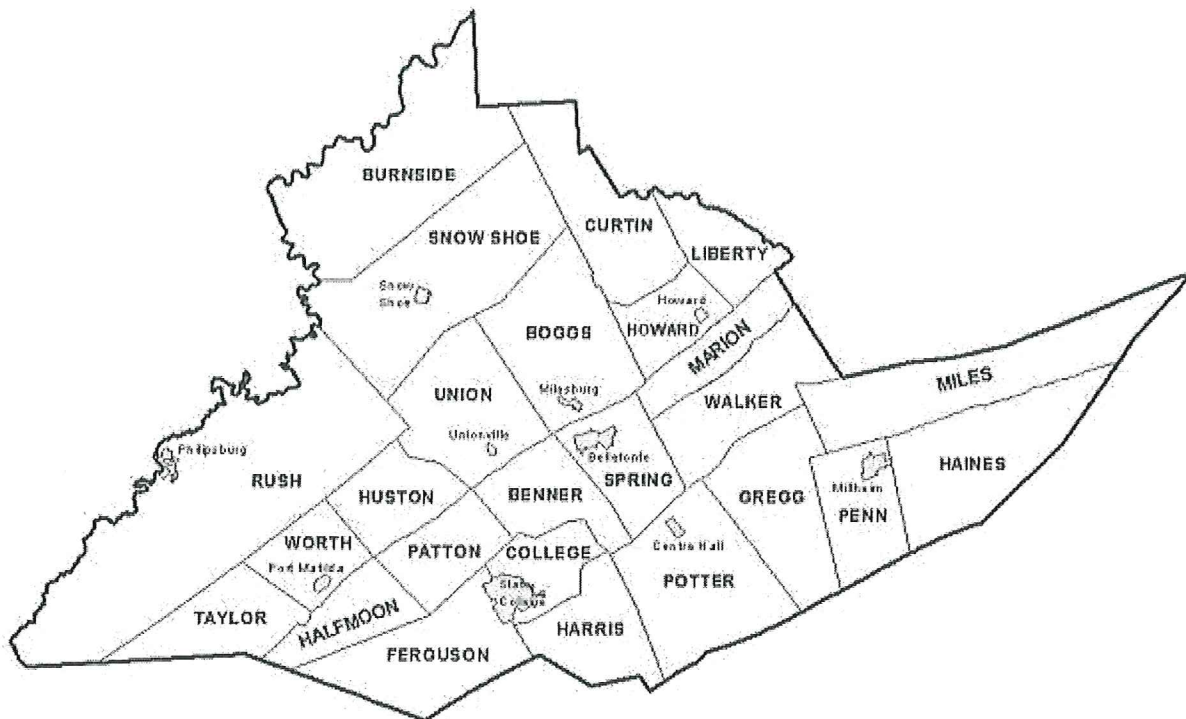 BURNSIDE
SNOW SHOE
CURTIN
LIBERTY
Snow
Shoe
Howard
HOWARD
BOGGS
MARION
MILES
UNION
Milesburg
WALKER
Unionville
Bellefonte
SPRING
Philipsburg
RUSH
HUSTON
BENNER
GREGG
Millheim
HAINES
PENN
WORTH
Port Matilda
PATTON
COLLEGE
Centre Hall
POTTER
State
College
TAYLOR
HALFMOON
HARRIS
FERGUSON